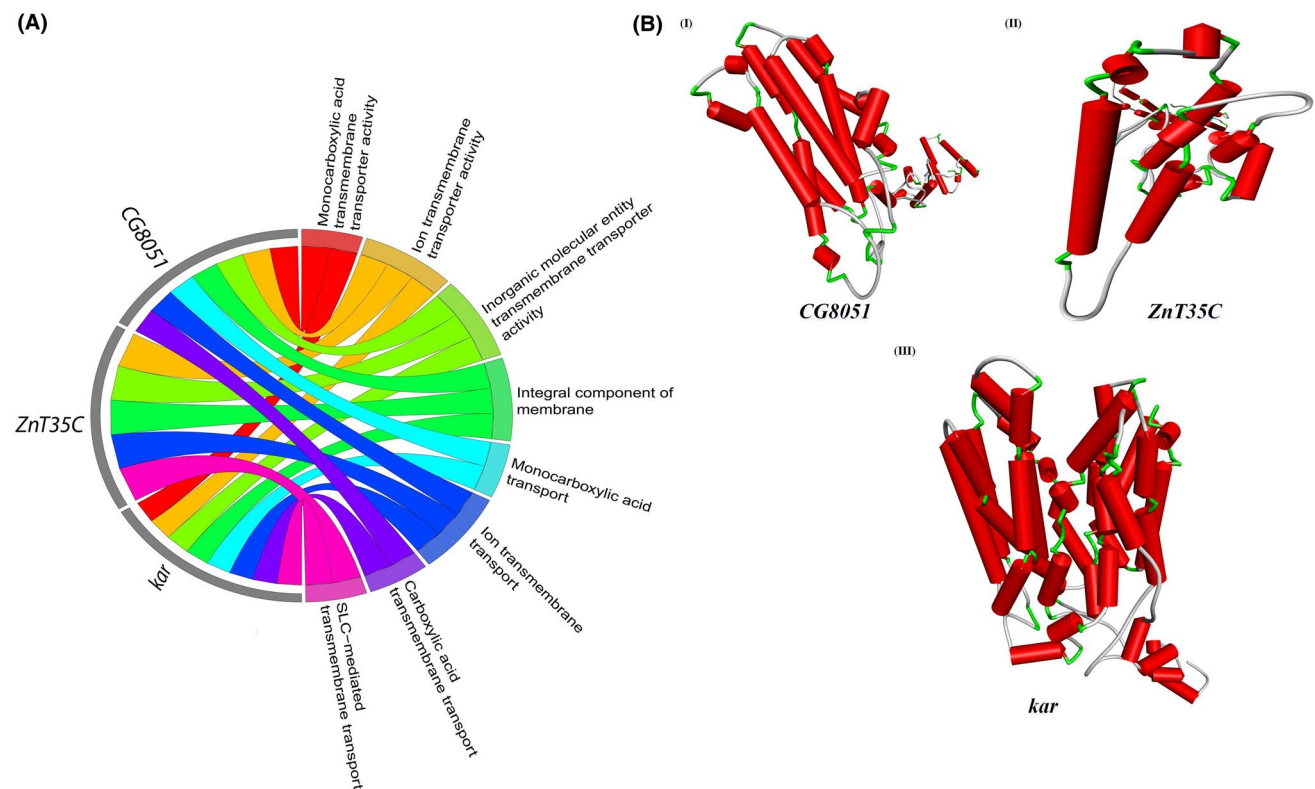 (A)
Monocarboxylic acid
transmembrane
transporter activity
Ion transmembrane
transporter activity
Inorganic molecular entity
transmembrane transporter
activity
Integral component of
membrane
Monocarboxylic acid
transport
Ion transmembrane
transport
Carboxylic acid
transmembrane transport
SLC−mediated
transmembrane transport
kar
ZnT35C
CG8051
(B)
(I)
CG8051
(II)
ZnT35C
(III)
kar